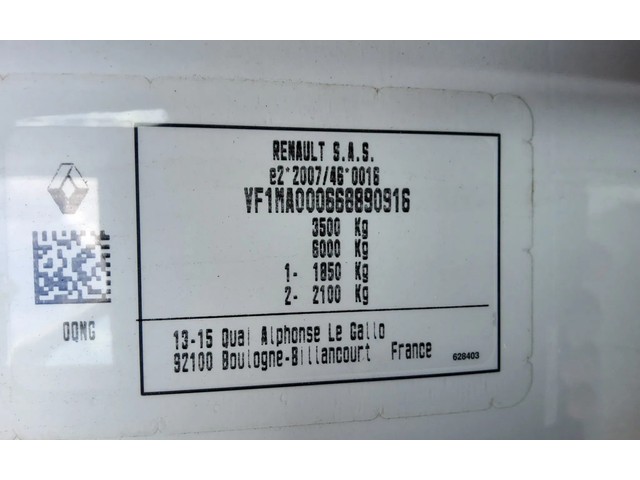 RENAULT S.A.S.
e2*2007/46*0016
VF1MA000668890916
3500 Kg
6000 Kg
1- 1850 Kg
2- 2100 Kg
OQNG
13-15 Quai Alphonse Le Gallo
92100 Boulogne-Billancourt France
628403